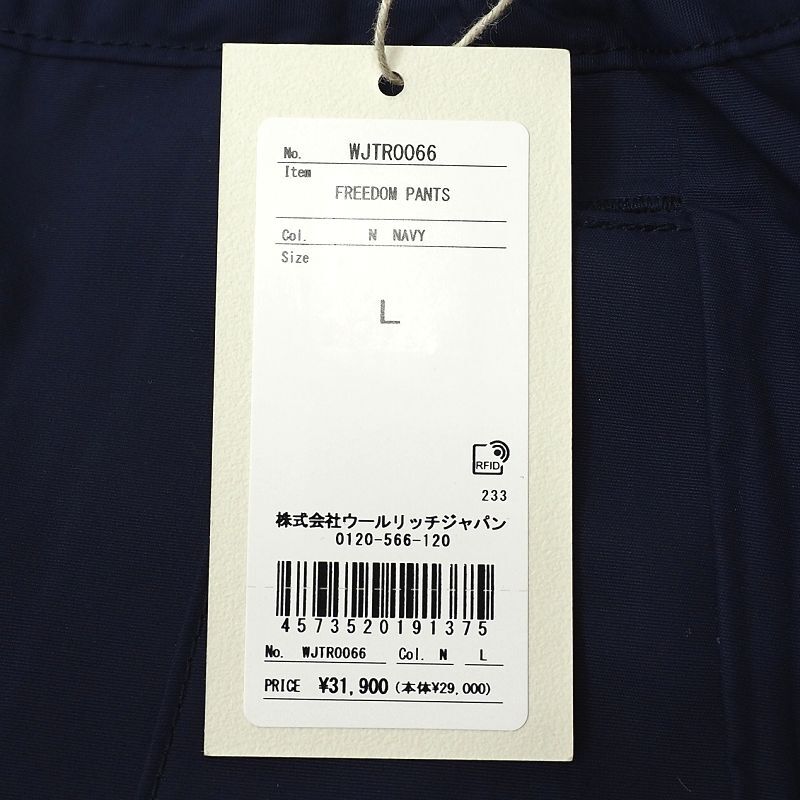 No. WJTR0066
Item
FREEDOM PANTS
Col. N NAVY
Size
L
RFID
233
株式会社ウールリッチジャパン
0120-566-120
4573520191375
No. WJTR0066 Col. N L
PRICE ¥31,900 (本体¥29,000)